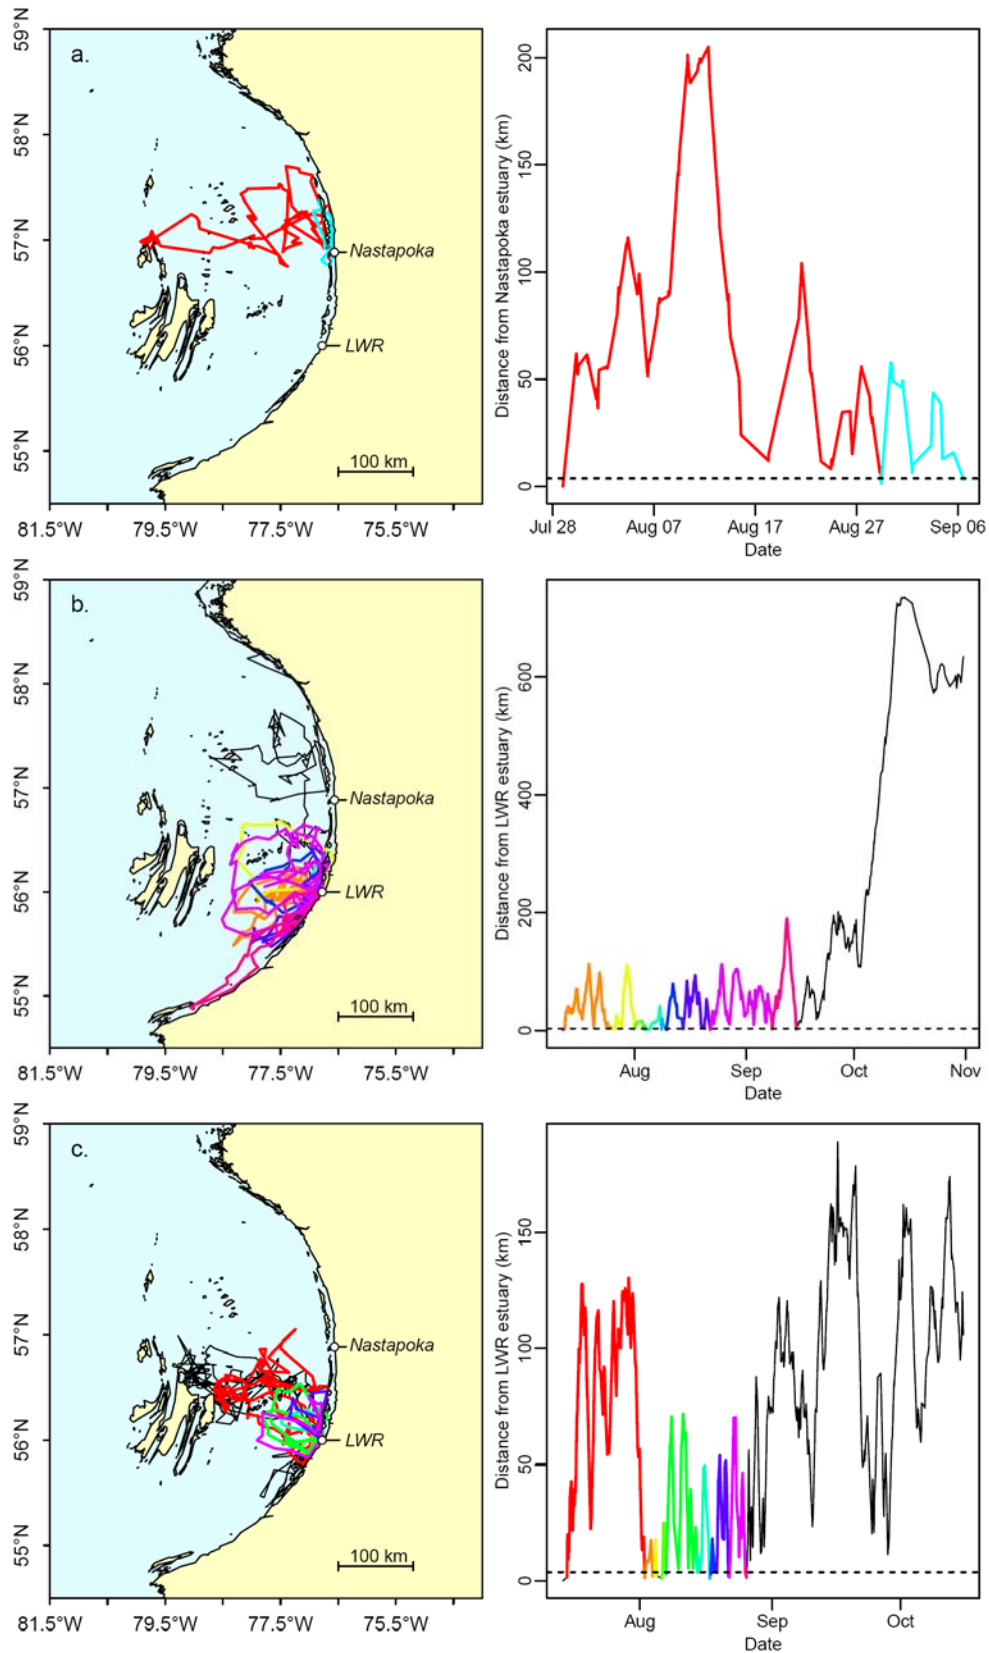 59°N
58°N
57°N
56°N
55°N
a.
Nastapoka
LWR
100 km
81.5°W 79.5°W 77.5°W 75.5°W
Distance from Nastapoka estuary (km)
200
150
100
50
0
Jul 28 Aug 07 Aug 17 Aug 27 Sep 06
Date
59°N
58°N
57°N
56°N
55°N
b.
Nastapoka
LWR
100 km
81.5°W 79.5°W 77.5°W 75.5°W
Distance from LWR estuary (km)
600
400
200
0
Aug Sep Oct Nov
Date
59°N
58°N
57°N
56°N
55°N
c.
Nastapoka
LWR
100 km
81.5°W 79.5°W 77.5°W 75.5°W
Distance from LWR estuary (km)
150
100
50
0
Aug Sep Oct
Date